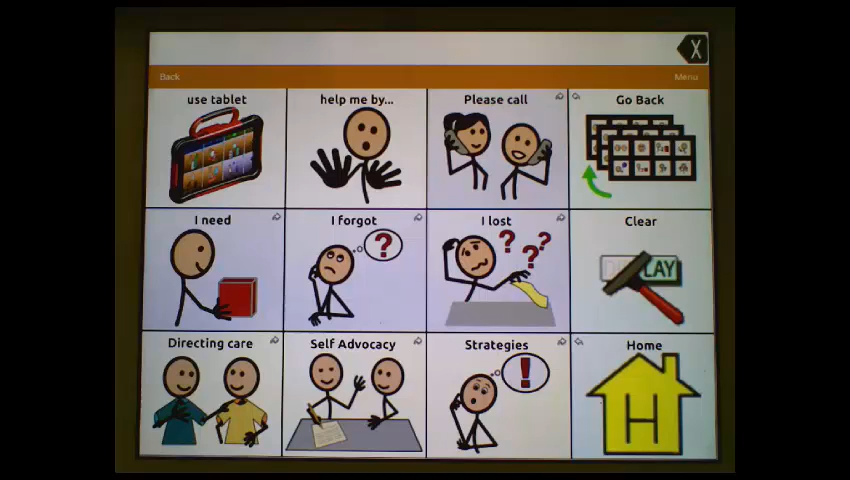 X
Back Menu
use tablet help me by... Please call Go Back
I need I forgot I lost Clear
? ? ? ?
LAY
Directing care Self Advocacy Strategies Home
!
H